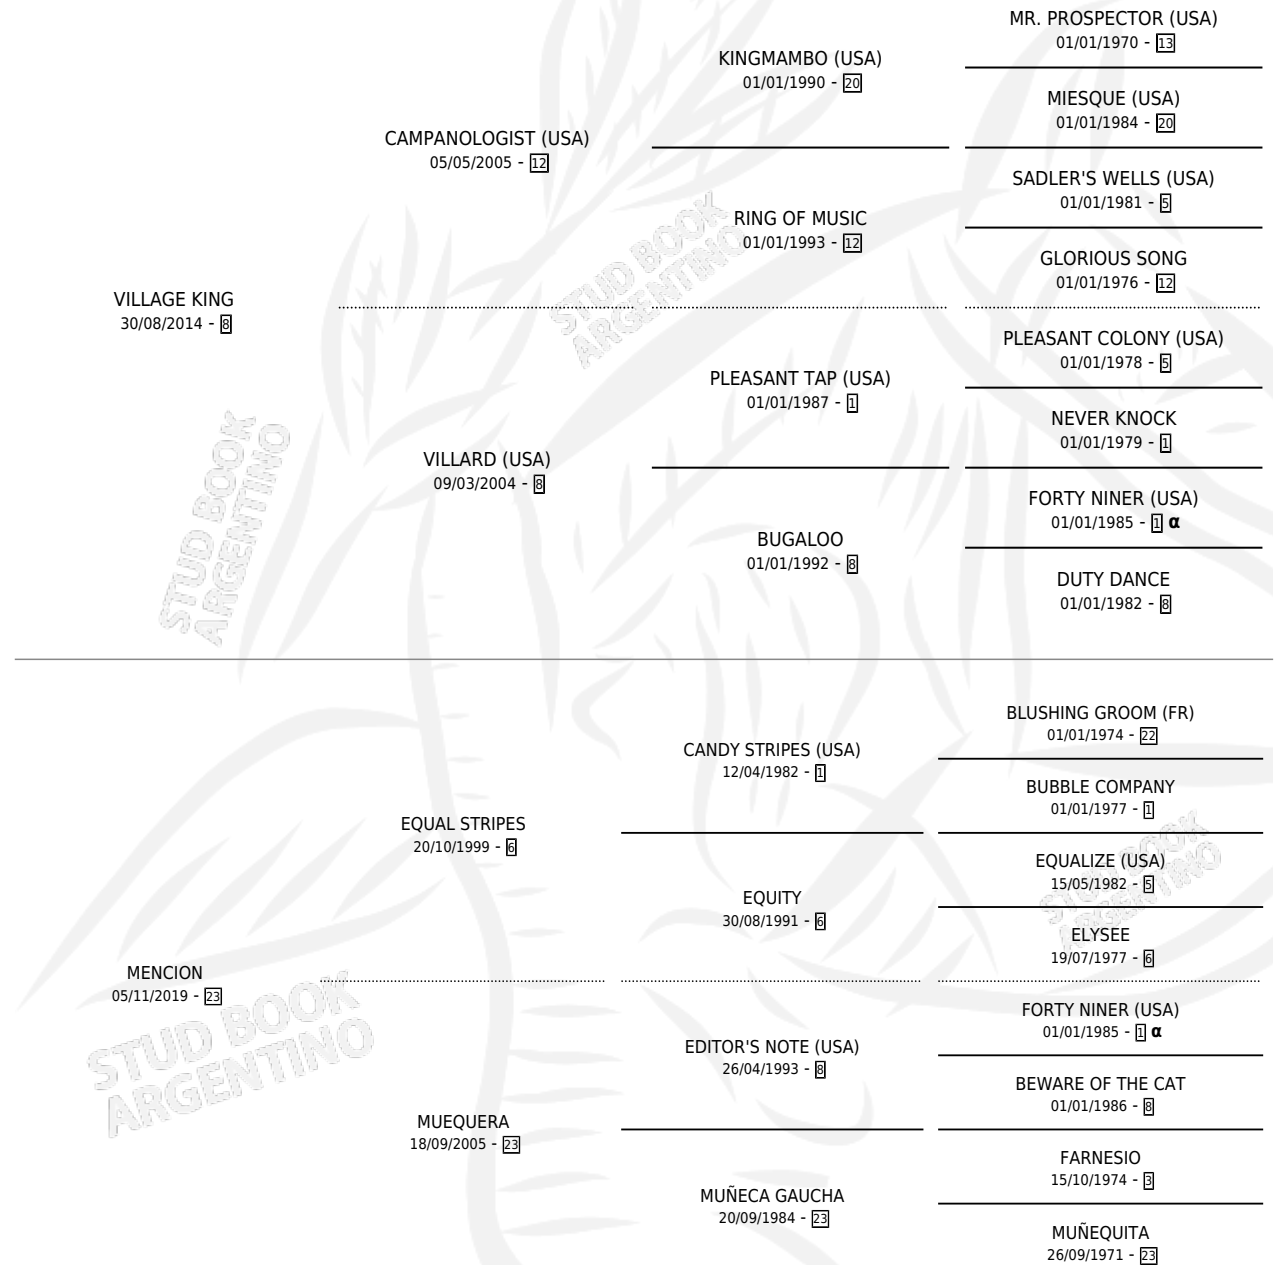 MR. PROSPECTOR (USA)
01/01/1970 - 13
KINGMAMBO (USA)
01/01/1990 - 20
MIESQUE (USA)
01/01/1984 - 20
CAMPANOLOGIST (USA)
05/05/2005 - 12
SADLER'S WELLS (USA)
01/01/1981 - 5
RING OF MUSIC
01/01/1993 - 12
GLORIOUS SONG
01/01/1976 - 12
VILLAGE KING
30/08/2014 - 8
PLEASANT COLONY (USA)
01/01/1978 - 5
PLEASANT TAP (USA)
01/01/1987 - 1
NEVER KNOCK
01/01/1979 - 1
VILLARD (USA)
09/03/2004 - 8
FORTY NINER (USA)
01/01/1985 - 1 α
BUGALOO
01/01/1992 - 8
DUTY DANCE
01/01/1982 - 8
BLUSHING GROOM (FR)
01/01/1974 - 22
CANDY STRIPES (USA)
12/04/1982 - 1
BUBBLE COMPANY
01/01/1977 - 1
EQUAL STRIPES
20/10/1999 - 6
EQUALIZE (USA)
15/05/1982 - 5
EQUITY
30/08/1991 - 6
ELYSEE
19/07/1977 - 6
MENCION
05/11/2019 - 23
FORTY NINER (USA)
01/01/1985 - 1 α
EDITOR'S NOTE (USA)
26/04/1993 - 8
BEWARE OF THE CAT
01/01/1986 - 8
MUEQUERA
18/09/2005 - 23
FARNESIO
15/10/1974 - 3
MUÑECA GAUCHA
20/09/1984 - 23
MUÑEQUITA
26/09/1971 - 23
STUD BOOK
ARGENTINO
STUD BOOK
ARGENTINO
STUD BOOK
ARGENTINO
STUD BOOK
ARGENTINO